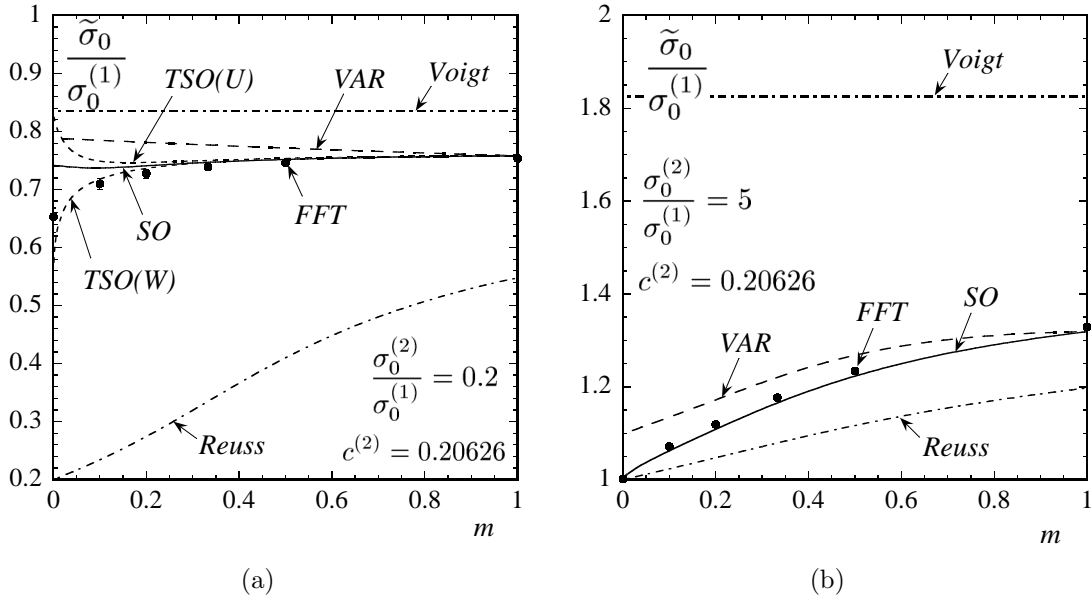 1
0.9
0.8
0.7
0.6
0.5
0.4
0.3
0.2
σ̃₀
σ₀⁽¹⁾
TSO(U)
VAR
Voigt
SO
FFT
TSO(W)
σ₀⁽²⁾
σ₀⁽¹⁾ = 0.2
Reuss
c⁽²⁾ = 0.20626
0 0.2 0.4 0.6 0.8 1
m
(a)
2
1.8
1.6
1.4
1.2
1
σ̃₀
σ₀⁽¹⁾
Voigt
σ₀⁽²⁾
σ₀⁽¹⁾ = 5
c⁽²⁾ = 0.20626
FFT
SO
VAR
Reuss
0 0.2 0.4 0.6 0.8 1
m
(b)